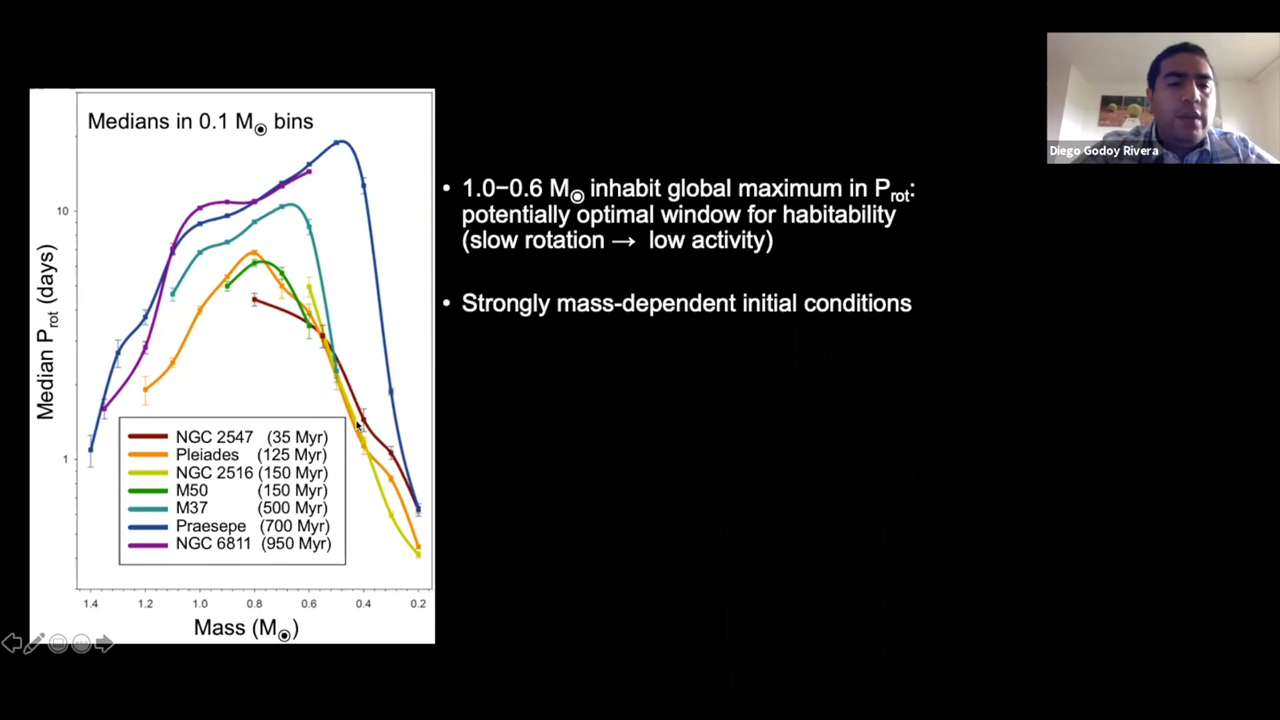 Medians in 0.1 M☉ bins
Median Prot (days)
10
1
NGC 2547 (35 Myr)
Pleiades (125 Myr)
NGC 2516 (150 Myr)
M50 (150 Myr)
M37 (500 Myr)
Praesepe (700 Myr)
NGC 6811 (950 Myr)
1.4 1.2 1.0 0.8 0.6 0.4 0.2
Mass (M☉)
• 1.0−0.6 M☉ inhabit global maximum in Prot:
potentially optimal window for habitability
(slow rotation → low activity)
• Strongly mass-dependent initial conditions
Diego Godoy Rivera